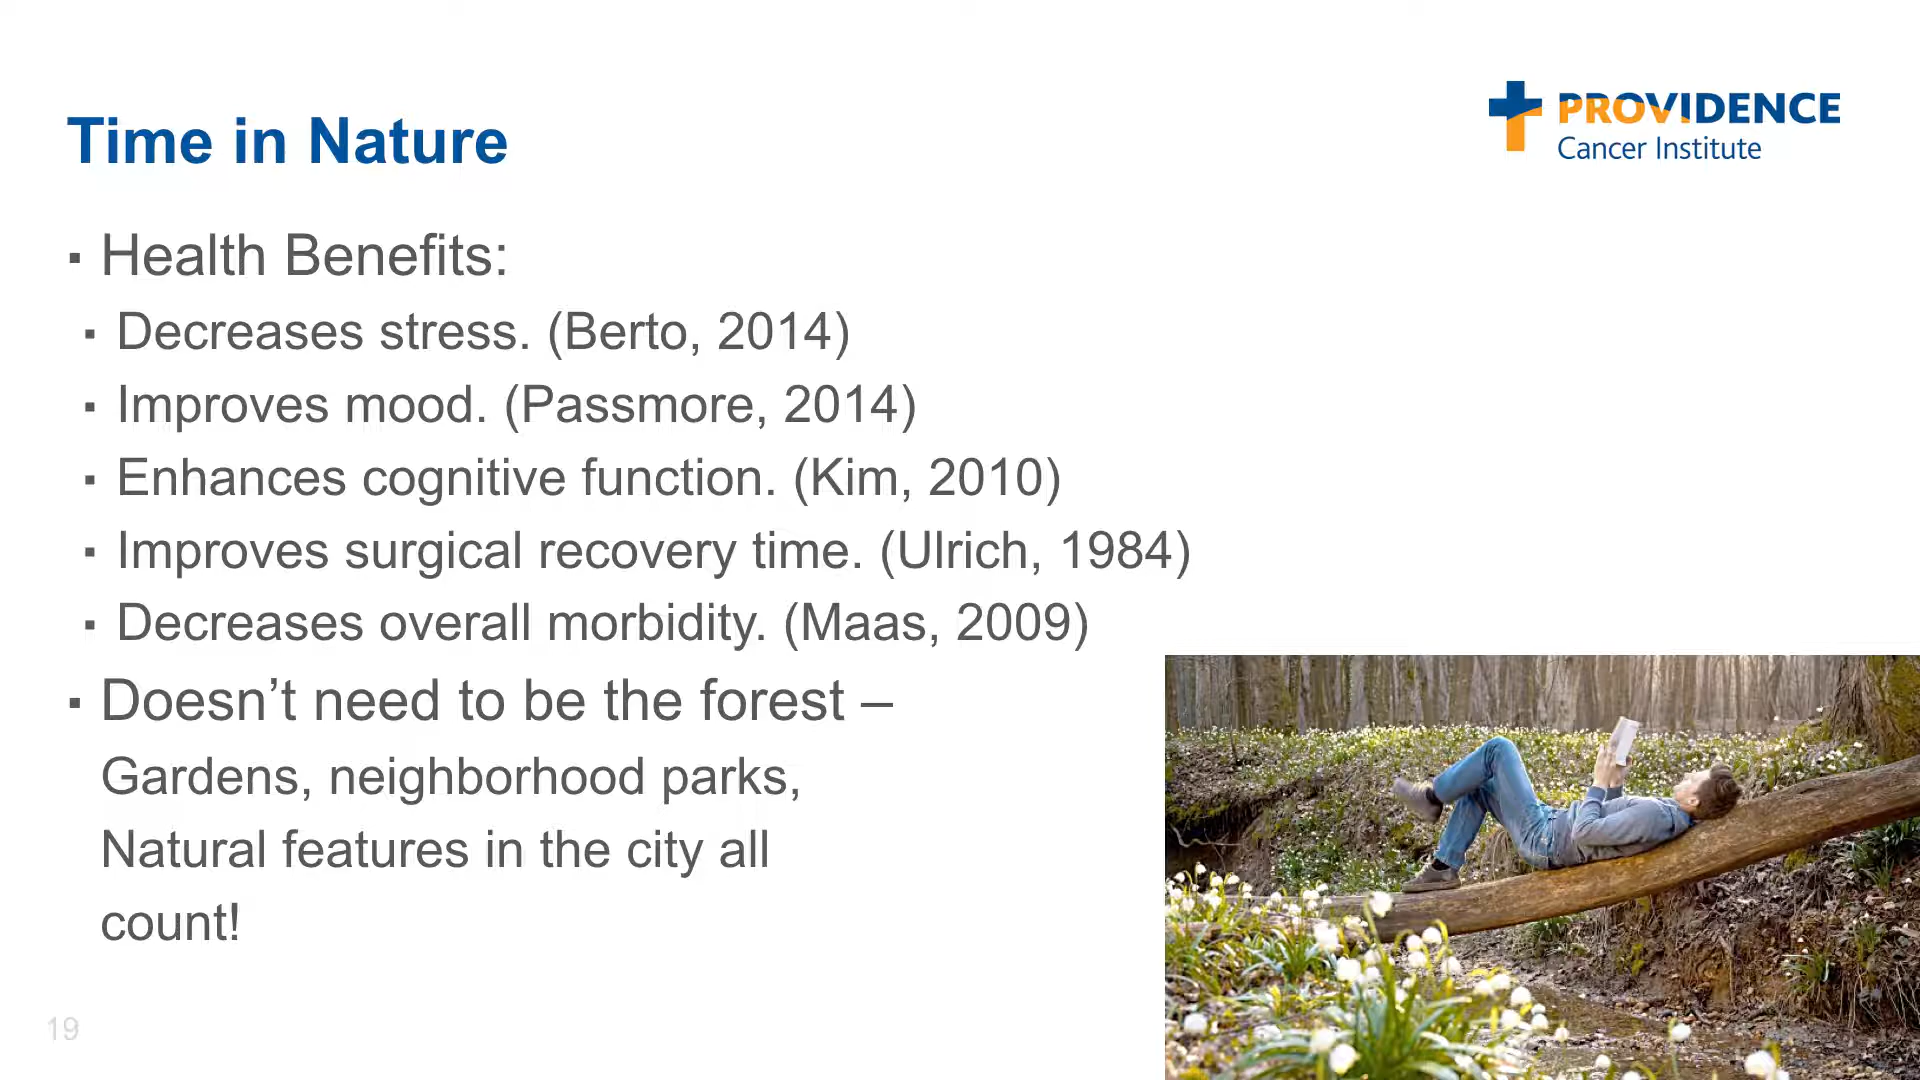 PROVIDENCE
Cancer Institute
Time in Nature
▪ Health Benefits:
▪ Decreases stress. (Berto, 2014)
▪ Improves mood. (Passmore, 2014)
▪ Enhances cognitive function. (Kim, 2010)
▪ Improves surgical recovery time. (Ulrich, 1984)
▪ Decreases overall morbidity. (Maas, 2009)
▪ Doesn’t need to be the forest –
Gardens, neighborhood parks,
Natural features in the city all
count!
19